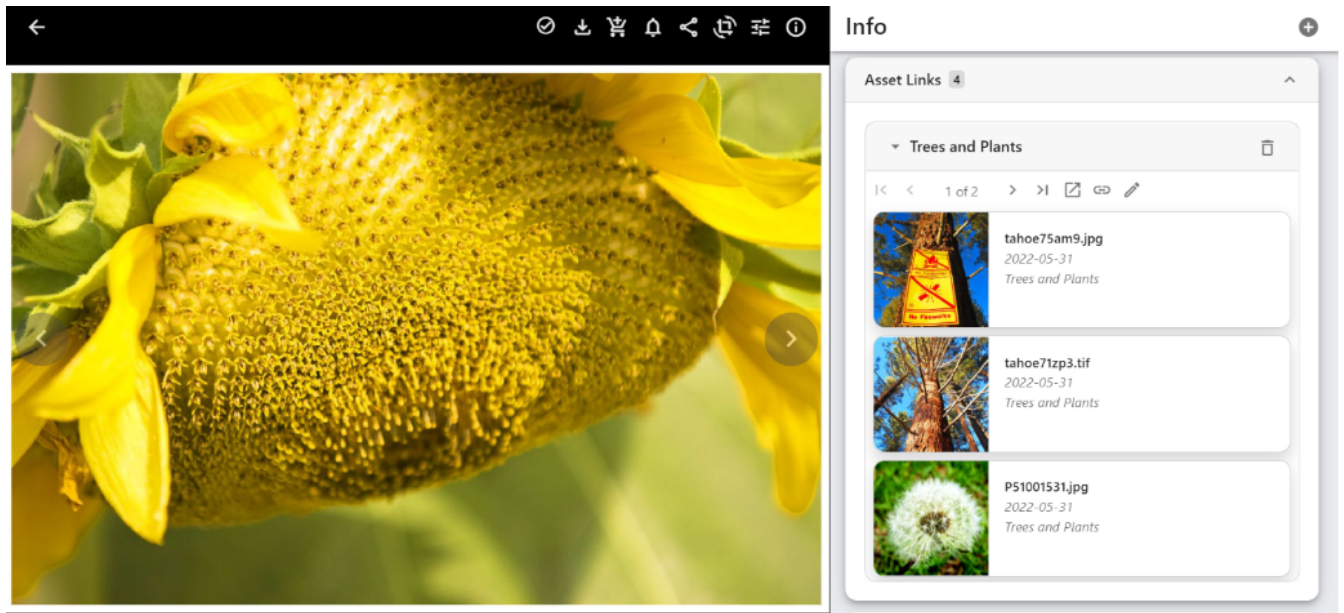 Info
Asset Links 4
Trees and Plants
1 of 2
tahoe75am9.jpg
2022-05-31
Trees and Plants
No Fireworks
tahoe71zp3.tif
2022-05-31
Trees and Plants
P51001531.jpg
2022-05-31
Trees and Plants